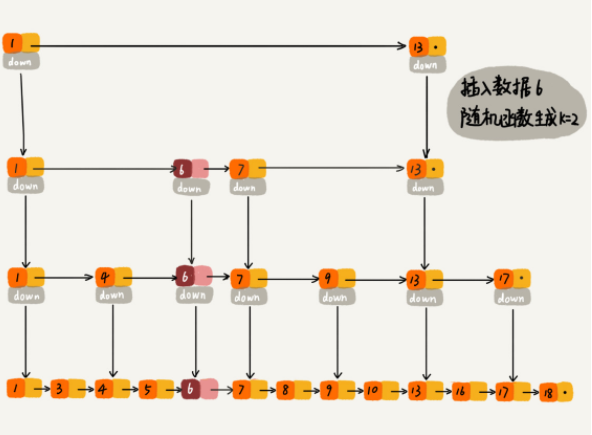 1 13
down down
插入数据6
随机函数生成K=2
1 6 7 13
down down down down
1 4 6 7 9 13 17
down down down down down down down
1 3 4 5 6 7 8 9 10 13 16 17 18